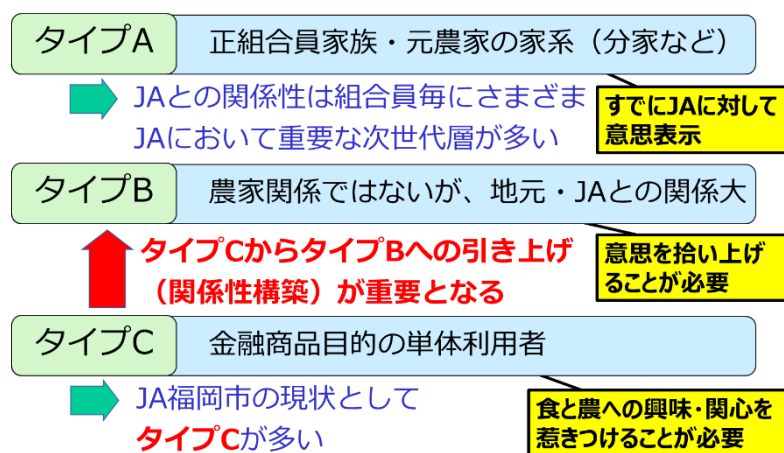 タイプA
正組合員家族・元農家の家系（分家など）
JAとの関係性は組合員毎にさまざま
JAにおいて重要な次世代層が多い
すでにJAに対して
意思表示
タイプB
農家関係ではないが、地元・JAとの関係大
タイプCからタイプBへの引き上げ
（関係性構築）が重要となる
意思を拾い上げ
ることが必要
タイプC
金融商品目的の単体利用者
JA福岡市の現状として
タイプCが多い
食と農への興味・関心を
惹きつけることが必要